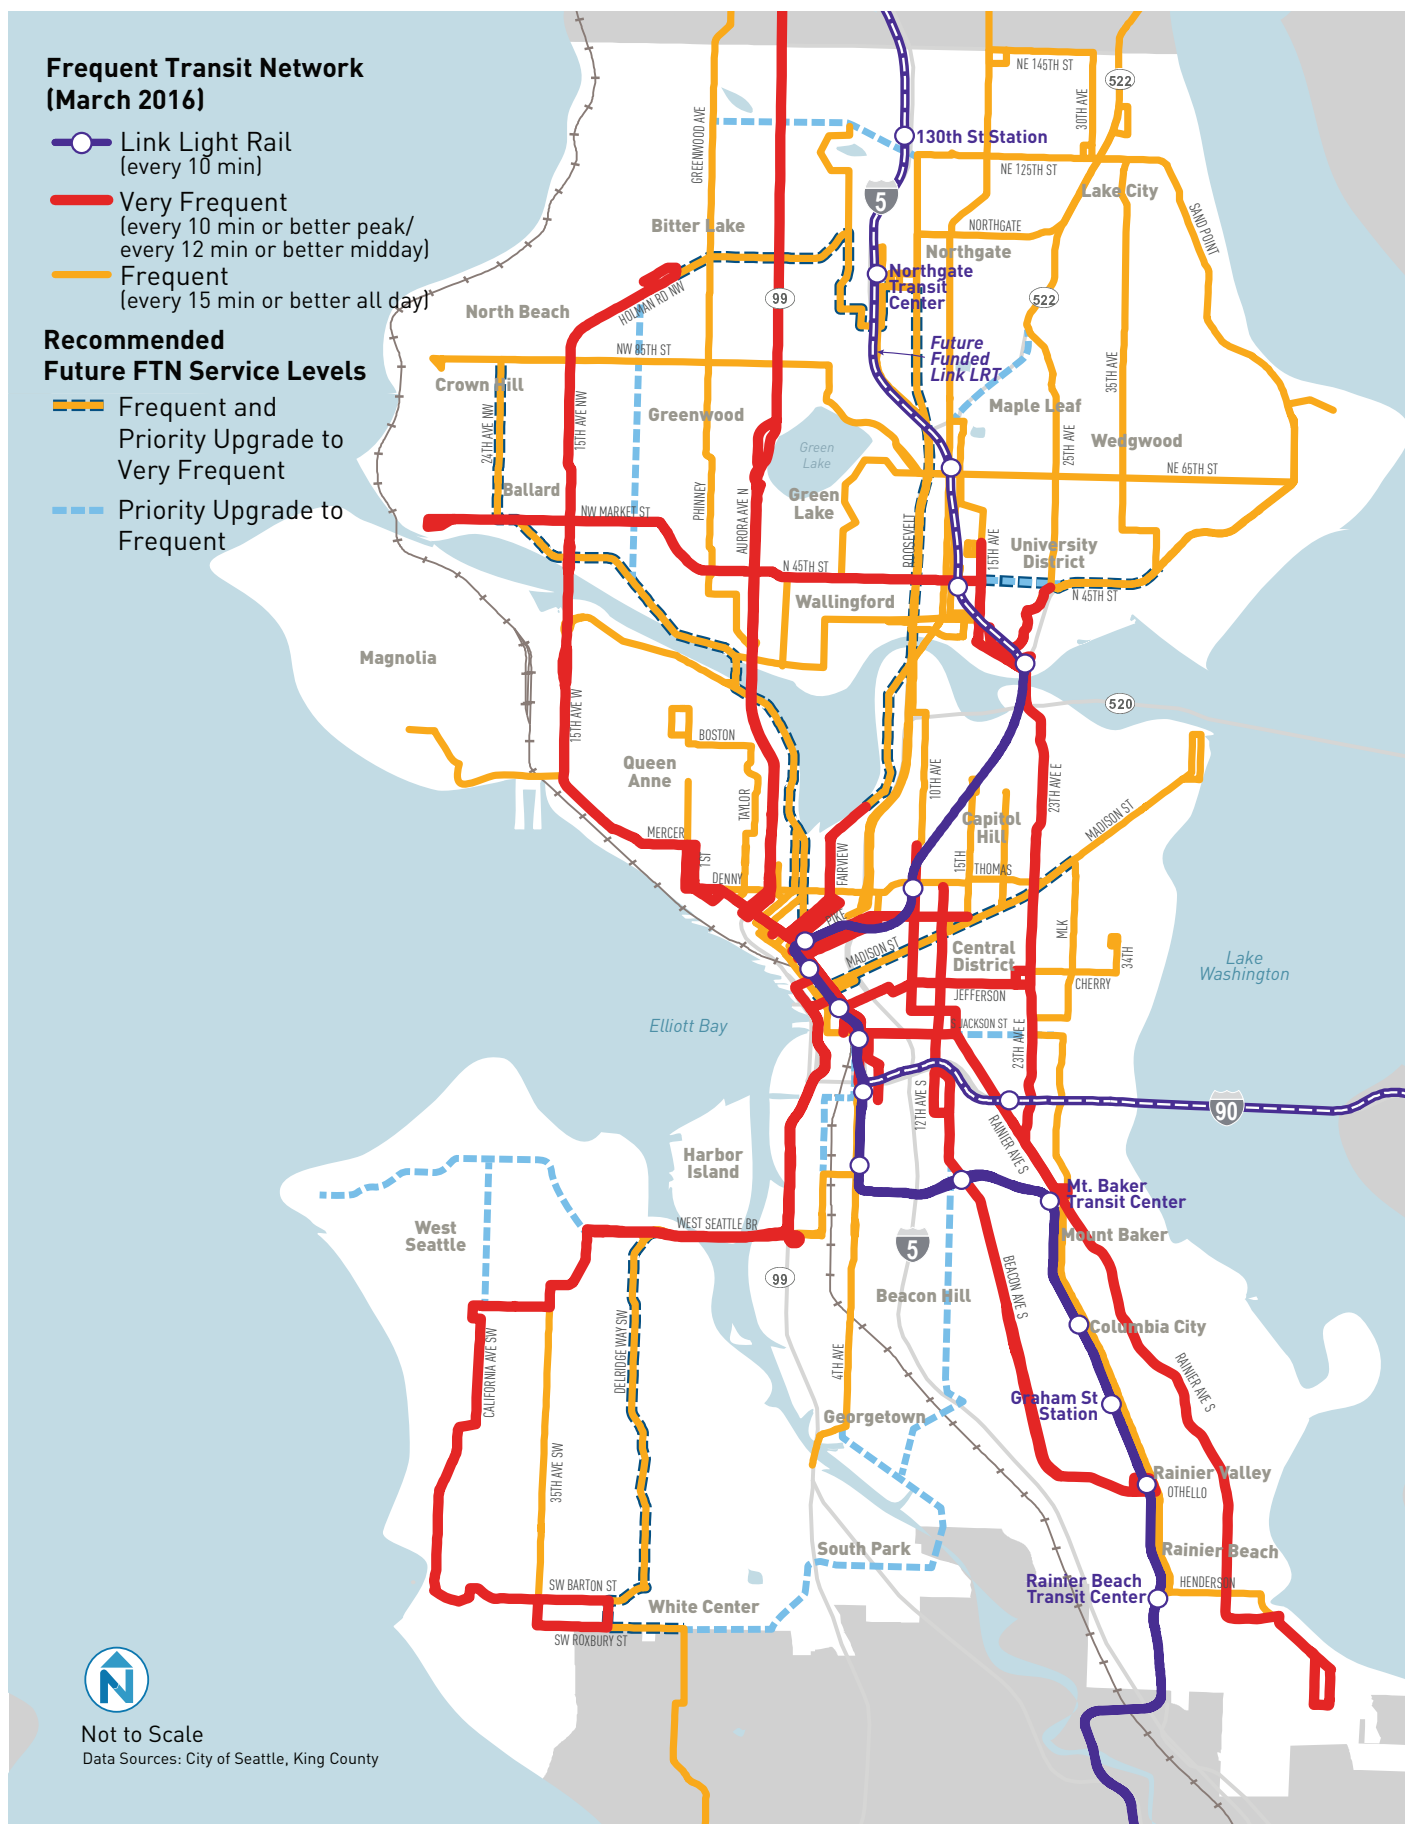 Frequent Transit Network
(March 2016)
Link Light Rail
(every 10 min)
Very Frequent
(every 10 min or better peak/
every 12 min or better midday)
Frequent
(every 15 min or better all day)
Recommended
Future FTN Service Levels
Frequent and
Priority Upgrade to
Very Frequent
Priority Upgrade to
Frequent
NE 145TH ST
522
30TH AVE
GREENWOOD AVE
130th St Station
NE 125TH ST
5
Lake City
SAND POINT
Bitter Lake
NORTHGATE
Northgate
Northgate
Transit
Center
99
522
HOLMAN RD NW
North Beach
Future
Funded
Link LRT
NW 85TH ST
Crown Hill
24TH AVE NW
15TH AVE NW
Greenwood
35TH AVE
Maple Leaf
25TH AVE
Wedgwood
Green
Lake
NE 65TH ST
Ballard
PHINNEY
AURORA AVE N
Green
Lake
NW MARKET ST
ROOSEVELT
15TH AVE
University
District
N 45TH ST
N 45TH ST
Wallingford
Magnolia
520
15TH AVE W
BOSTON
Queen
Anne
TAYLOR
10TH AVE
23TH AVE E
MADISON ST
Capitol
Hill
MERCER
1ST
FAIRVIEW
15TH
THOMAS
DENNY
PIKE
MLK
MADISON ST
Central
District
34TH
CHERRY
Lake
Washington
JEFFERSON
Elliott Bay
S JACKSON ST
23TH AVE E
12TH AVE S
90
RAINIER AVE S
Harbor
Island
Mt. Baker
Transit Center
West
Seattle
WEST SEATTLE BR
Mount Baker
5
99
BEACON AVE S
Beacon Hill
Columbia City
DELRIDGE WAY SW
CALIFORNIA AVE SW
4TH AVE
RAINIER AVE S
Graham St
Station
Georgetown
35TH AVE SW
Rainier Valley
OTHELLO
South Park
Rainier Beach
Rainier Beach
Transit Center
HENDERSON
SW BARTON ST
White Center
SW ROXBURY ST
N
Not to Scale
Data Sources: City of Seattle, King County